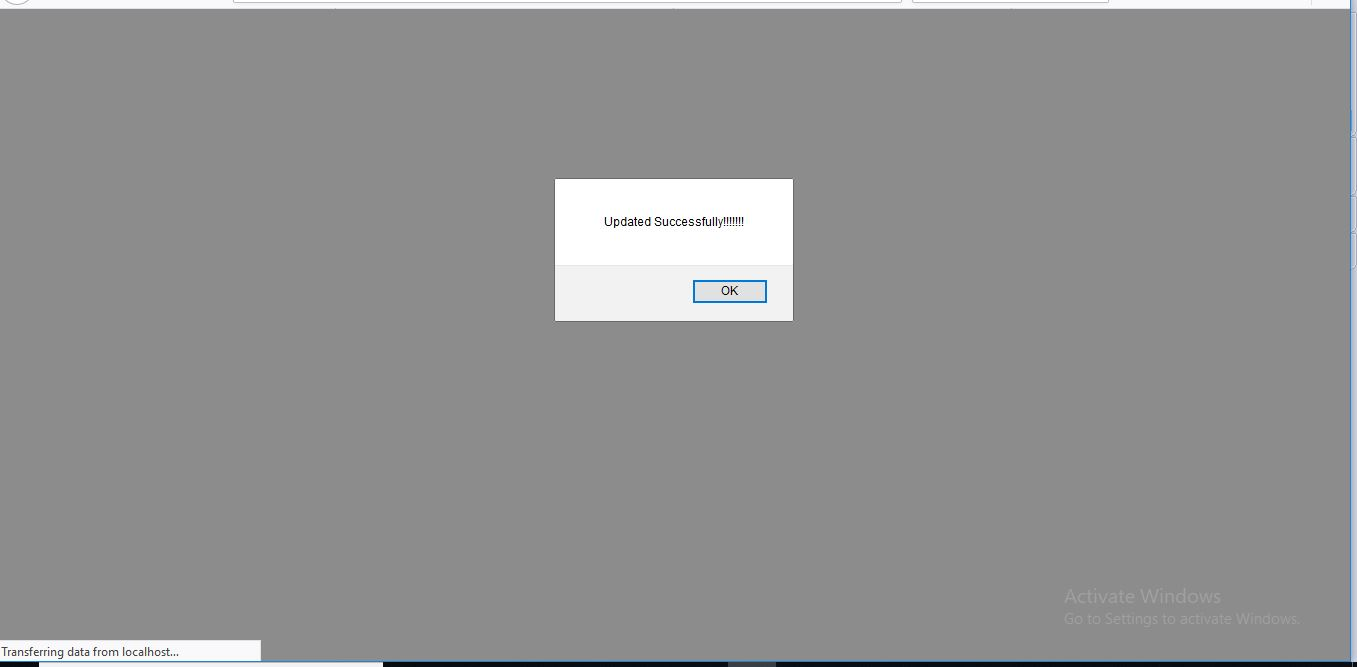 Updated Successfully!!!!!!!
OK
Activate Windows
Go to Settings to activate Windows.
Transferring data from localhost...